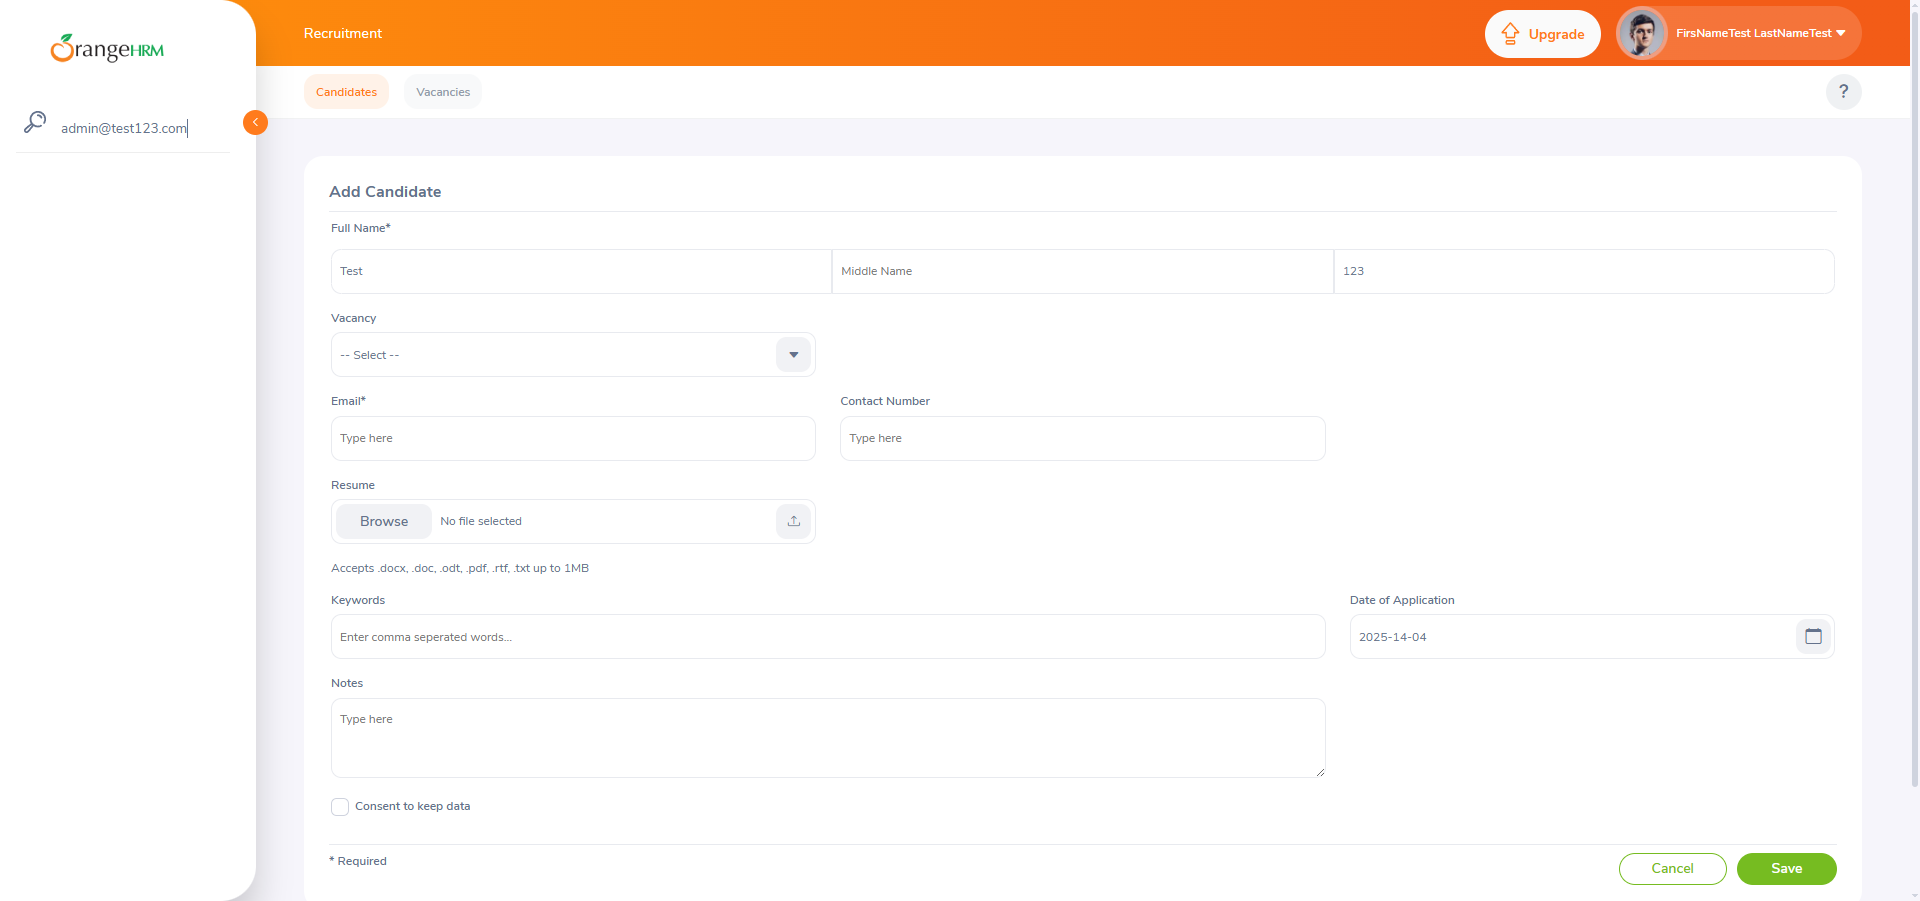 OrangeHRM
admin@test123.com
Recruitment
Upgrade
FirsNameTest LastNameTest
Candidates
Vacancies
?
Add Candidate
Full Name*
Test
Middle Name
123
Vacancy
-- Select --
Email*
Contact Number
Type here
Type here
Resume
Browse
No file selected
Accepts .docx, .doc, .odt, .pdf, .rtf, .txt up to 1MB
Keywords
Date of Application
Enter comma seperated words...
2025-14-04
Notes
Type here
Consent to keep data
* Required
Cancel
Save